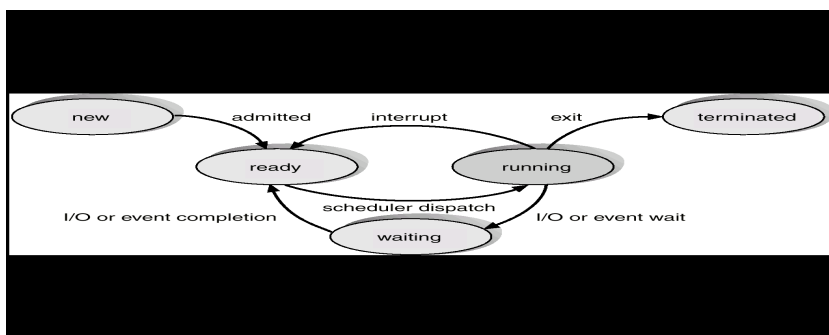 new
admitted
interrupt
exit
terminated
ready
running
scheduler dispatch
I/O or event completion
I/O or event wait
waiting